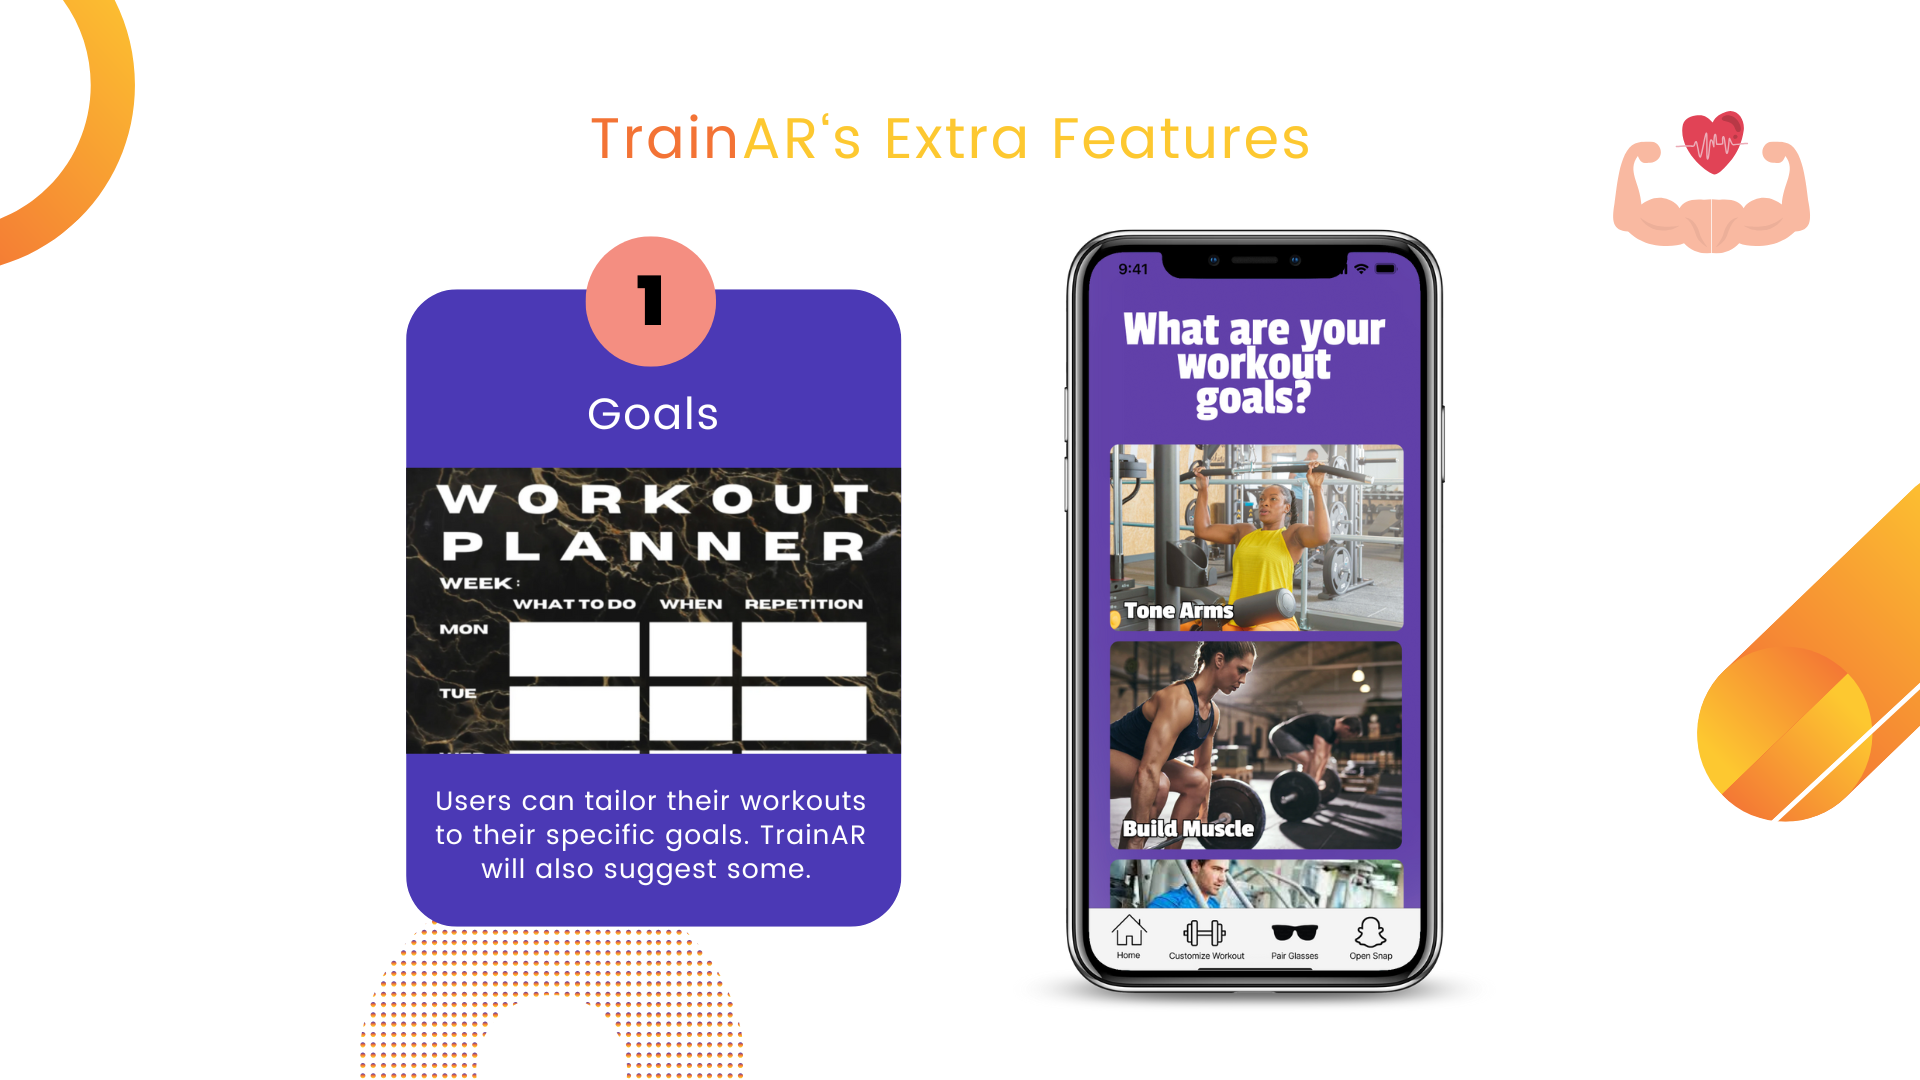 TrainAR‘s Extra Features
1
Goals
WORKOUT
PLANNER
WEEK:
WHAT TO DO WHEN REPETITION
MON
TUE
Users can tailor their workouts
to their specific goals. TrainAR
will also suggest some.
9:41
What are your
workout
goals?
Tone Arms
Build Muscle
Home Customize Workout Pair Glasses Open Snap